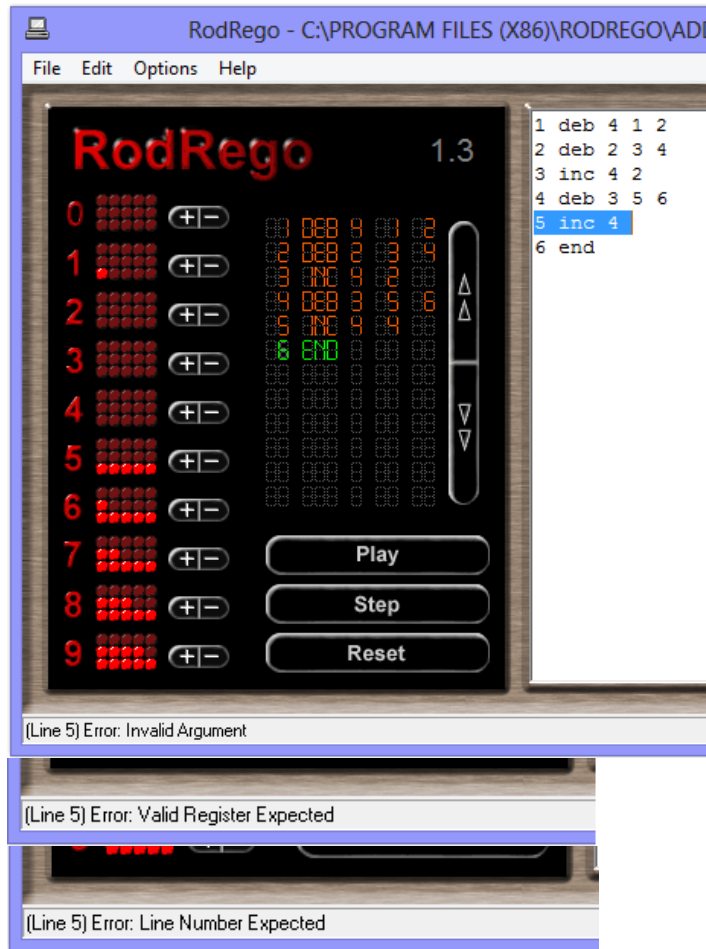 RodRego - C:\PROGRAM FILES (X86)\RODREGO\ADD
File Edit Options Help
RodRego 1.3
0 + -
1 + -
2 + -
3 + -
4 + -
5 + -
6 + -
7 + -
8 + -
9 + -
1 DEB 4 1 2
2 DEB 2 3 4
3 INC 4 2
4 DEB 3 5 6
5 INC 4 4
6 END
Play
Step
Reset
1 deb 4 1 2
2 deb 2 3 4
3 inc 4 2
4 deb 3 5 6
5 inc 4
6 end
(Line 5) Error: Invalid Argument
(Line 5) Error: Valid Register Expected
(Line 5) Error: Line Number Expected